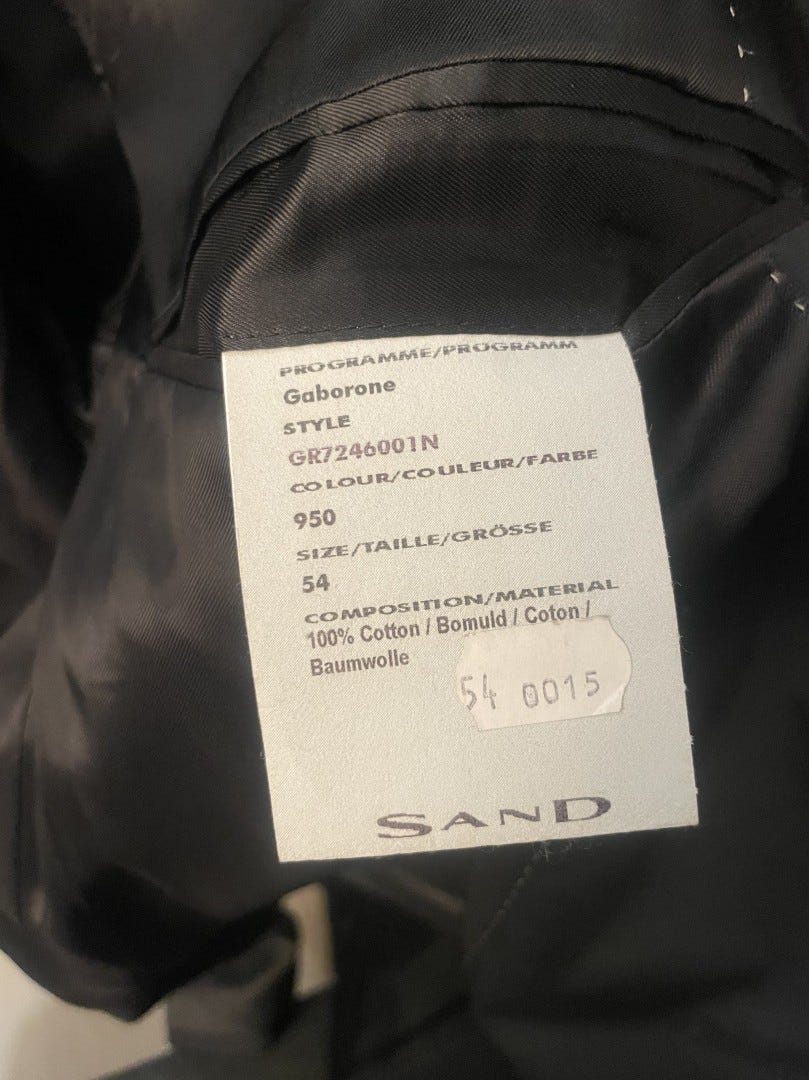 PROGRAMME/PROGRAMM
Gaborone
STYLE
GR7246001N
COLOUR/COULEUR/FARBE
950
SIZE/TAILLE/GRÖSSE
54
COMPOSITION/MATERIAL
100% Cotton / Bomuld / Coton /
Baumwolle
54 0015
SAND